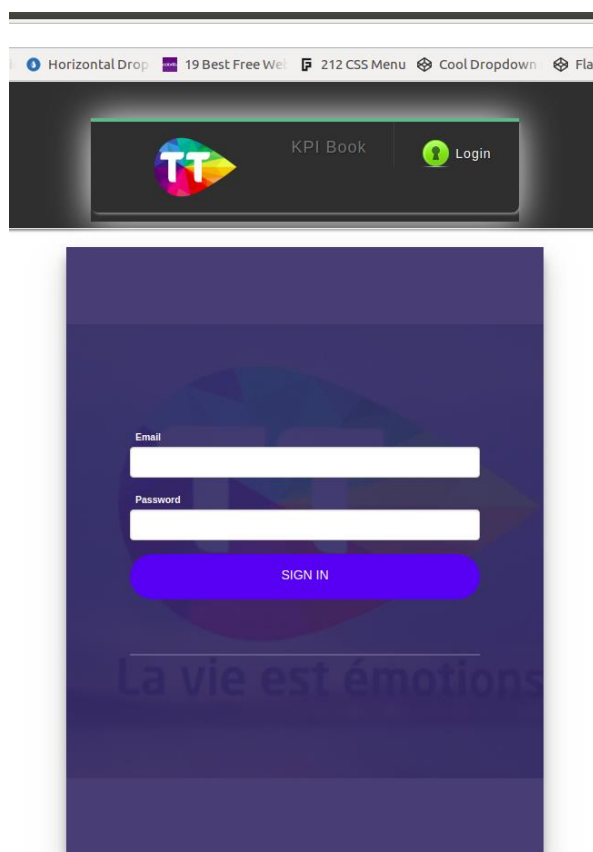 Horizontal Drop 19 Best Free We 212 CSS Menu Cool Dropdown Fla
TT
KPI Book
Login
TT
Email
Password
SIGN IN
La vie est émotions